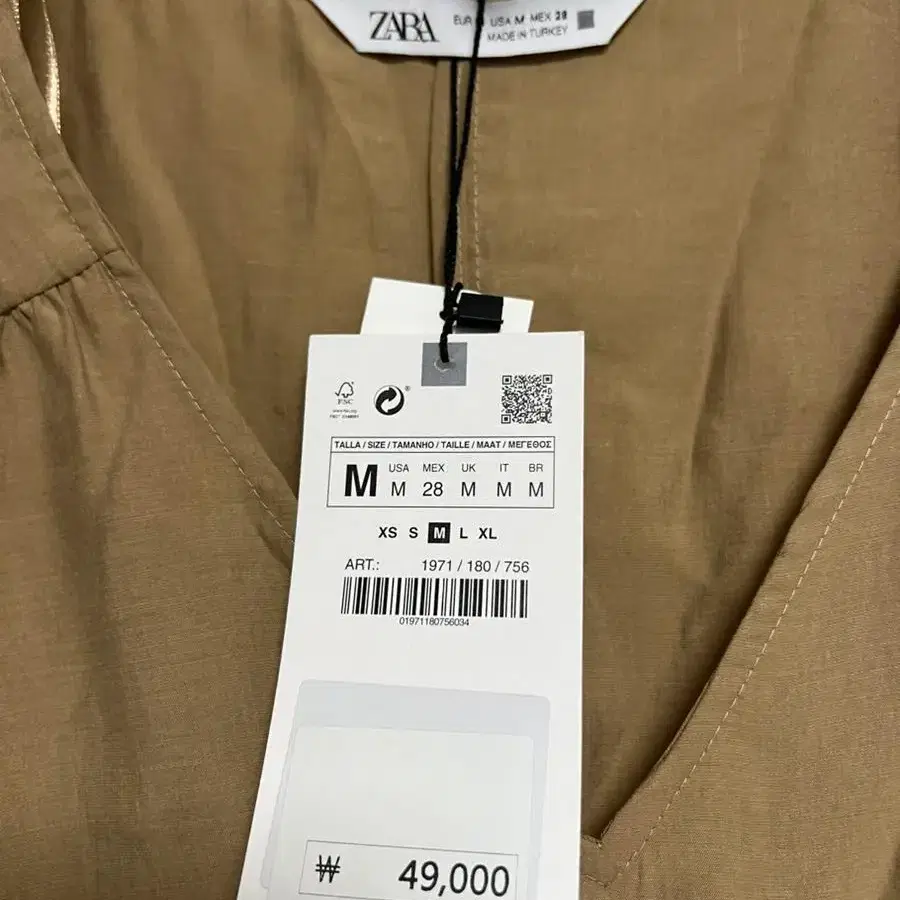 ZARA
EUR USA M MEX 28
MADE IN TURKEY
FSC
TALLA / SIZE / TAMANHO / TAILLE / MAAT / ΜΕΓΕΘΟΣ
M USA MEX UK IT BR
M 28 M M M
XS S M L XL
ART.: 1971 / 180 / 756
01971180756034
₩ 49,000